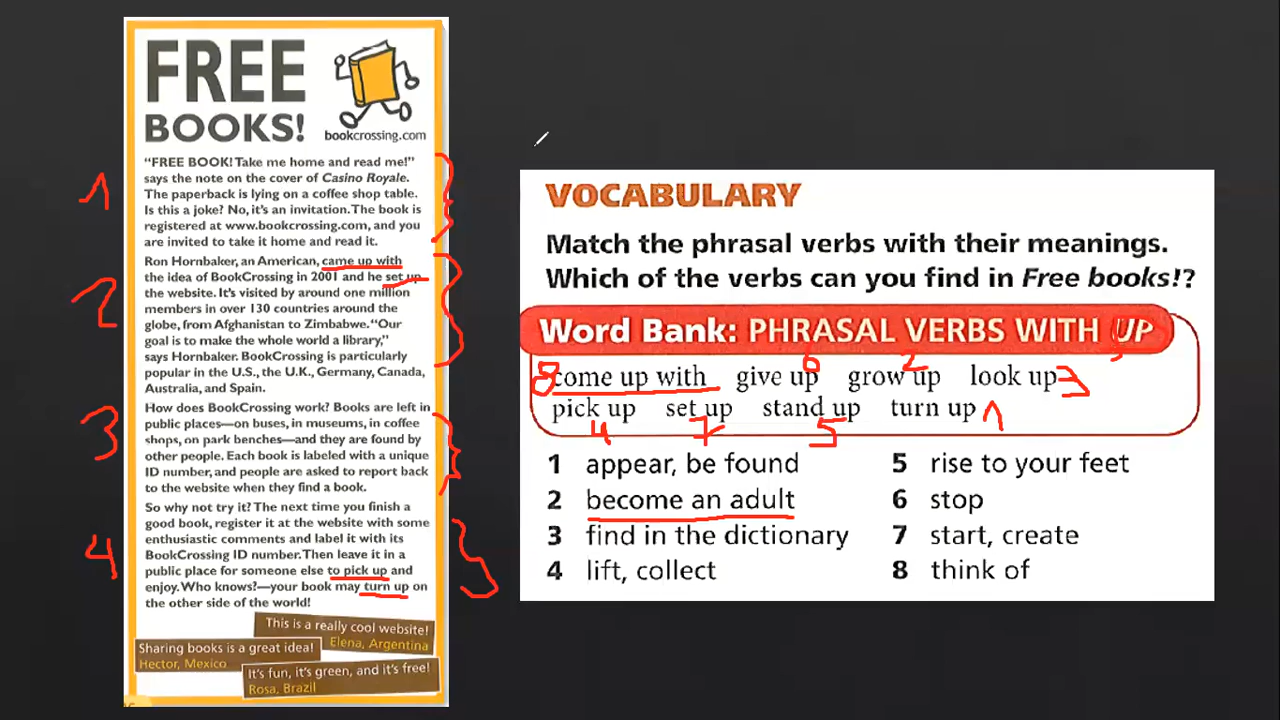 FREE
BOOKS!
bookcrossing.com
“FREE BOOK! Take me home and read me!”
says the note on the cover of Casino Royale.
The paperback is lying on a coffee shop table.
Is this a joke? No, it’s an invitation. The book is
registered at www.bookcrossing.com, and you
are invited to take it home and read it.
Ron Hornbaker, an American, came up with
the idea of BookCrossing in 2001 and he set up
the website. It’s visited by around one million
members in over 130 countries around the
globe, from Afghanistan to Zimbabwe. “Our
goal is to make the whole world a library,”
says Hornbaker. BookCrossing is particularly
popular in the U.S., the U.K., Germany, Canada,
Australia, and Spain.
How does BookCrossing work? Books are left in
public places—on buses, in museums, in coffee
shops, on park benches—and they are found by
other people. Each book is labeled with a unique
ID number, and people are asked to report back
to the website when they find a book.
So why not try it? The next time you finish a
good book, register it at the website with some
enthusiastic comments and label it with its
BookCrossing ID number. Then leave it in a
public place for someone else to pick up and
enjoy. Who knows?—your book may turn up on
the other side of the world!
This is a really cool website!
Elena, Argentina
Sharing books is a great idea!
Hector, Mexico
It’s fun, it’s green, and it’s free!
Rosa, Brazil
1
2
3
4
VOCABULARY
Match the phrasal verbs with their meanings.
Which of the verbs can you find in Free books!?
Word Bank: PHRASAL VERBS WITH UP
6 2
8 come up with give up grow up look up 3
pick up set up stand up turn up 1
4 7 5
1 appear, be found
2 become an adult
3 find in the dictionary
4 lift, collect
5 rise to your feet
6 stop
7 start, create
8 think of